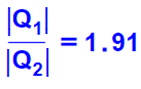 |Q₁|
|Q₂| = 1.91